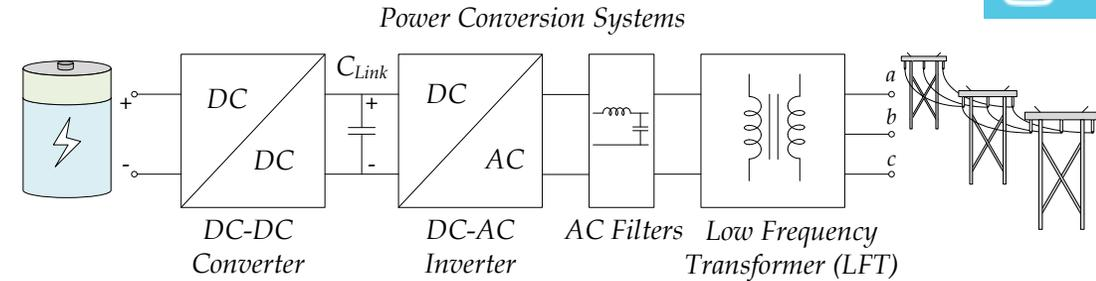 Power Conversion Systems
C_Link
+
-
DC
DC
+
-
DC
AC
a
b
c
DC-DC
Converter
DC-AC
Inverter
AC Filters
Low Frequency
Transformer (LFT)